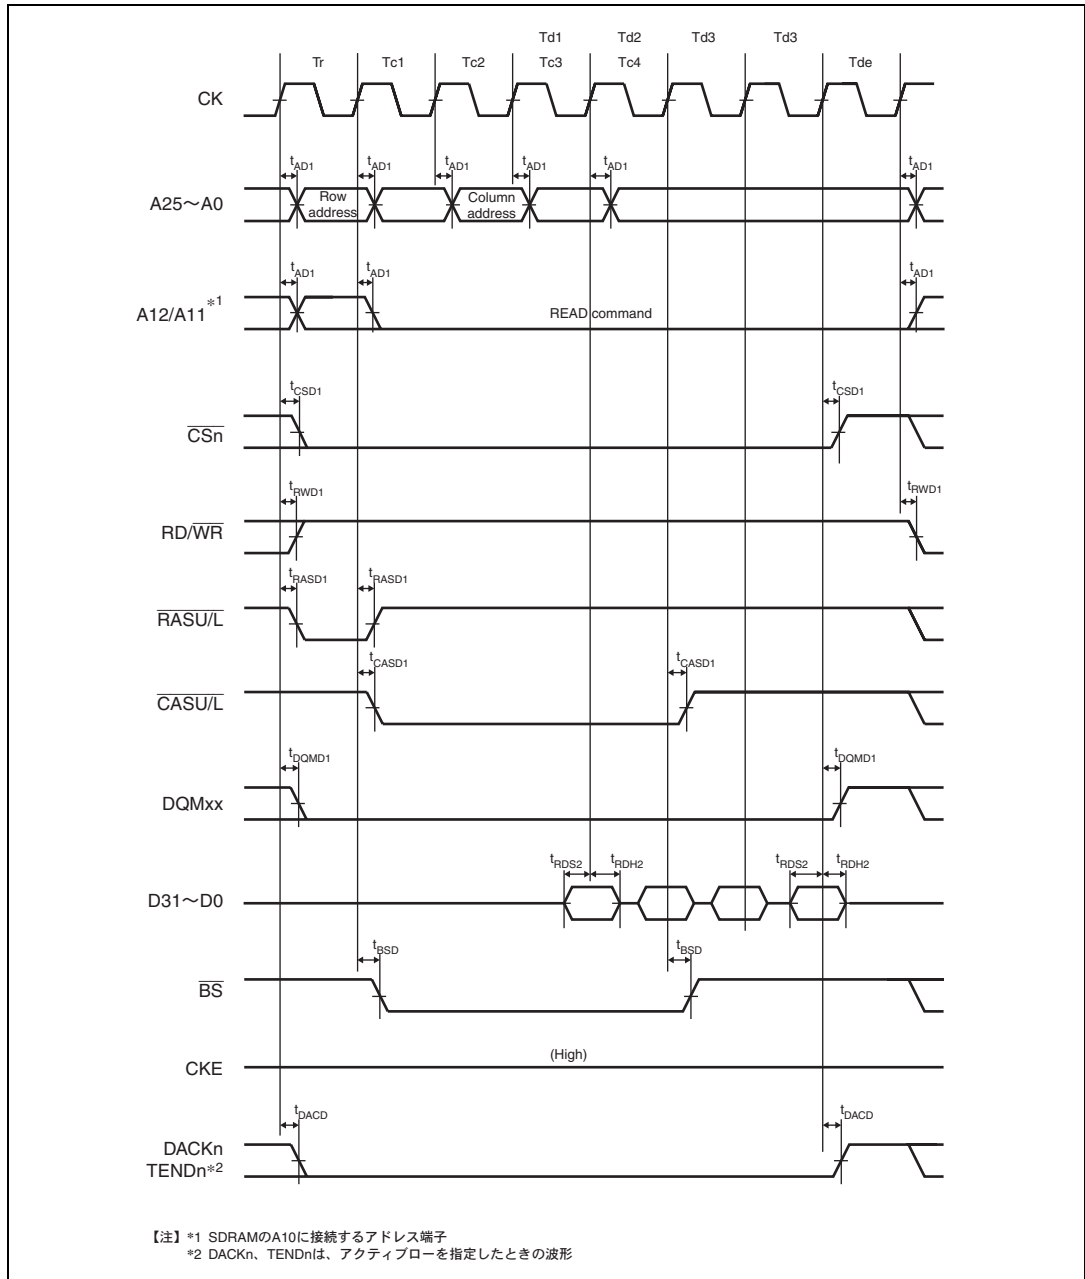 Td1 Td2 Td3 Td3
Tr Tc1 Tc2 Tc3 Tc4 Tde
CK
tAD1 tAD1 tAD1 tAD1 tAD1 tAD1
A25～A0
Row address
Column address
tAD1 tAD1 tAD1
A12/A11*1
READ command
tCSD1 tCSD1
CSn
tRWD1 tRWD1
RD/WR
tRASD1 tRASD1
RASU/L
tCASD1 tCASD1
CASU/L
tDQMD1 tDQMD1
DQMxx
tRDS2 tRDH2 tRDS2 tRDH2
D31～D0
tBSD tBSD
BS
(High)
CKE
tDACD tDACD
DACKn
TENDn*2
【注】*1 SDRAMのA10に接続するアドレス端子
*2 DACKn、TENDnは、アクティブローを指定したときの波形